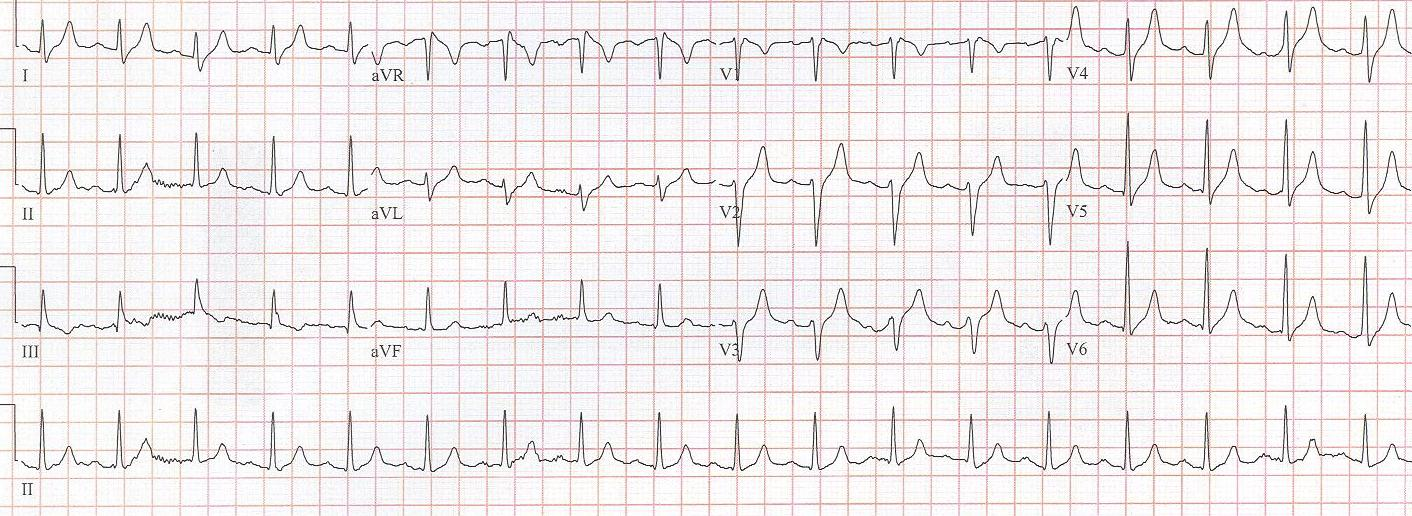 I aVR V1 V4
II aVL V2 V5
III aVF V3 V6
II